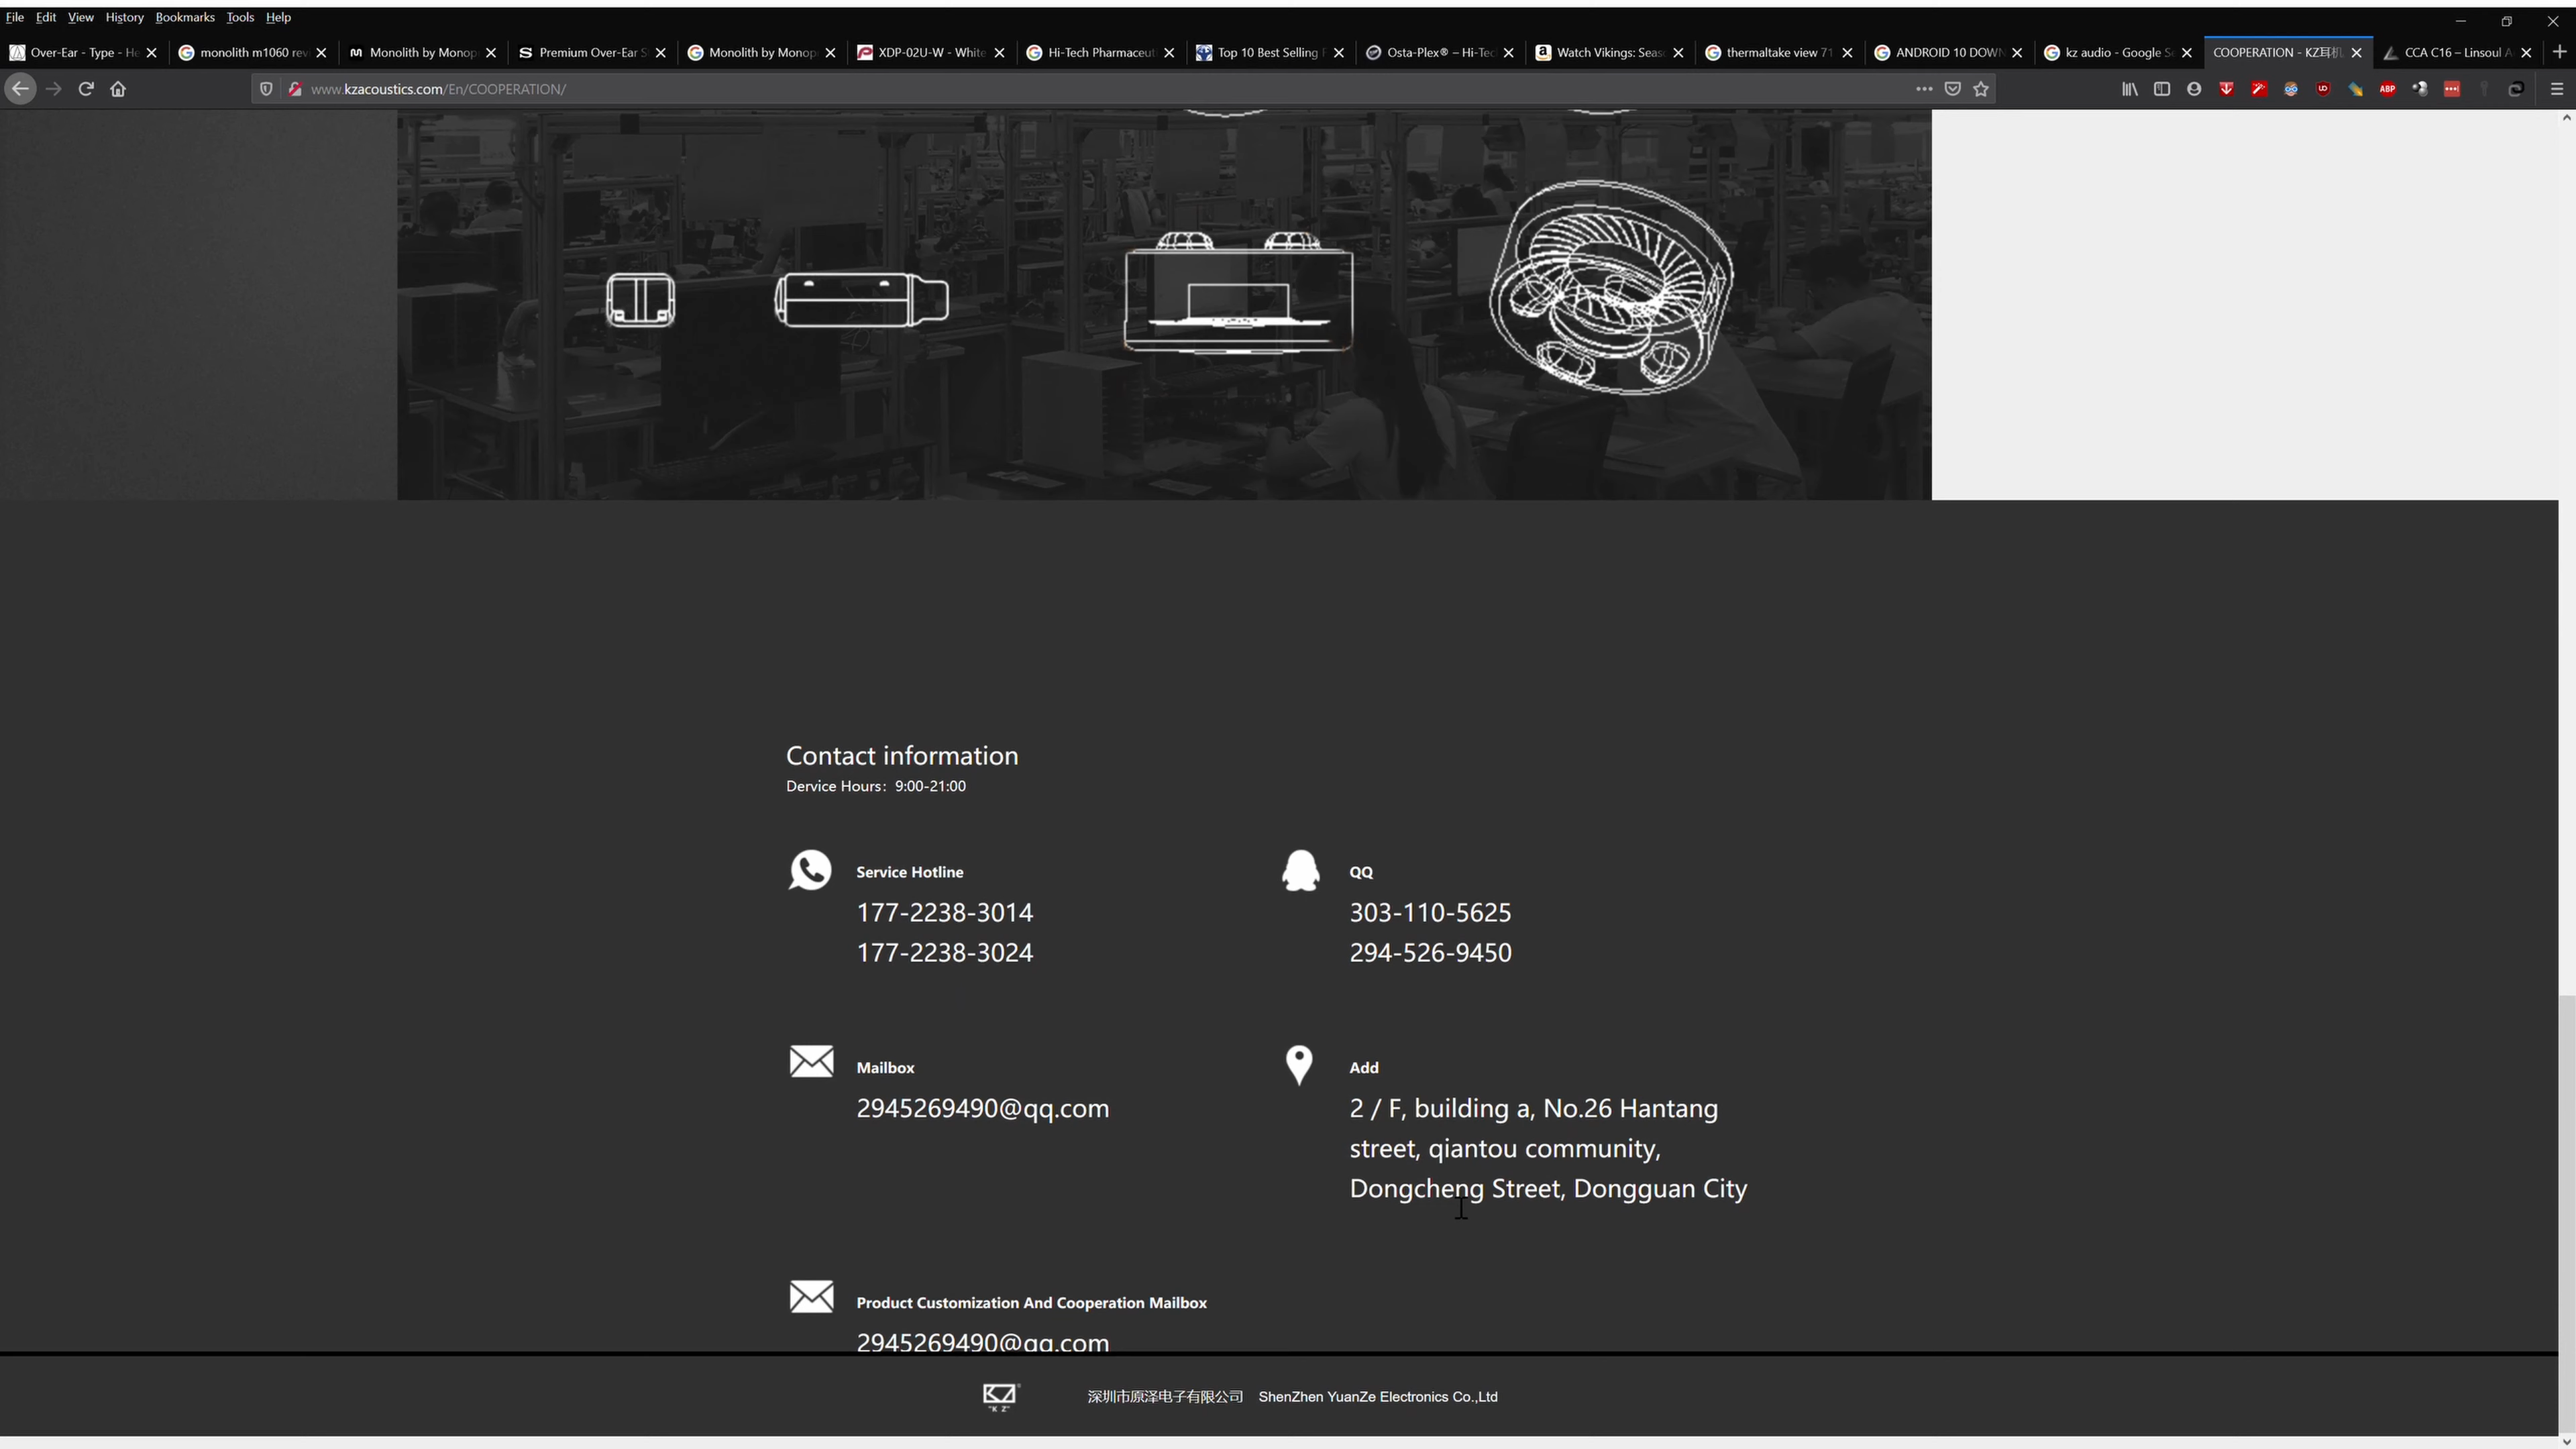 File Edit View History Bookmarks Tools Help
Over-Ear - Type - He
monolith m1060 rev
Monolith by Monop
Premium Over-Ear S
Monolith by Monop
XDP-02U-W - White
Hi-Tech Pharmaceut
Top 10 Best Selling
Osta-Plex® – Hi-Tec
Watch Vikings: Seas
thermaltake view 71
ANDROID 10 DOWN
kz audio - Google Se
COOPERATION - KZ耳机
CCA C16 – Linsoul A
www.kzacoustics.com/En/COOPERATION/
ABP
Contact information
Dervice Hours：9:00-21:00
Service Hotline
177-2238-3014
177-2238-3024
QQ
303-110-5625
294-526-9450
Mailbox
2945269490@qq.com
Add
2 / F, building a, No.26 Hantang
street, qiantou community,
Dongcheng Street, Dongguan City
Product Customization And Cooperation Mailbox
2945269490@qq.com
KZ
"K Z"
深圳市原泽电子有限公司 ShenZhen YuanZe Electronics Co.,Ltd